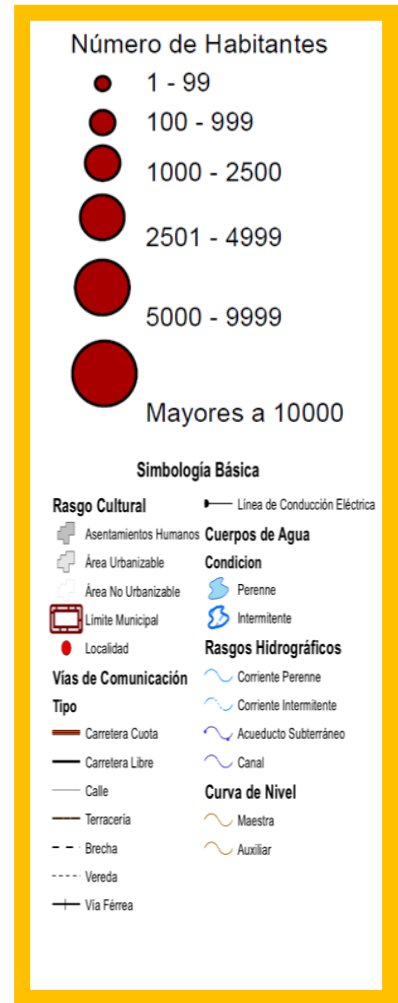 Número de Habitantes
1 - 99
100 - 999
1000 - 2500
2501 - 4999
5000 - 9999
Mayores a 10000
Simbología Básica
Rasgo Cultural
Asentamientos Humanos
Área Urbanizable
Área No Urbanizable
Límite Municipal
Localidad
Vías de Comunicación
Tipo
Carretera Cuota
Carretera Libre
Calle
Terracería
Brecha
Vereda
Vía Férrea
Línea de Conducción Eléctrica
Cuerpos de Agua
Condicion
Perenne
Intermitente
Rasgos Hidrográficos
Corriente Perenne
Corriente Intermitente
Acueducto Subterráneo
Canal
Curva de Nivel
Maestra
Auxiliar